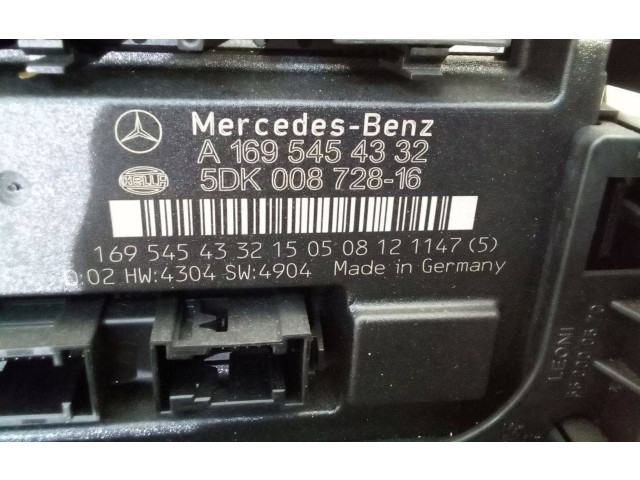 Mercedes-Benz
A 169 545 43 32
HELLA
5DK 008 728-16
169 545 43 32 15 05 08 12 1147 (5)
:02 HW:4304 SW:4904 Made in Germany
LEONI